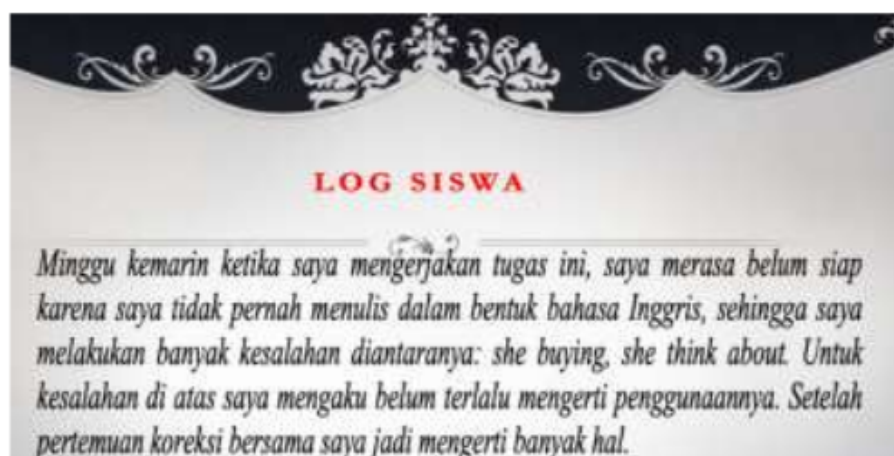 LOG SISWA
Minggu kemarin ketika saya mengerjakan tugas ini, saya merasa belum siap
karena saya tidak pernah menulis dalam bentuk bahasa Inggris, sehingga saya
melakukan banyak kesalahan diantaranya: she buying, she think about. Untuk
kesalahan di atas saya mengaku belum terlalu mengerti penggunaannya. Setelah
pertemuan koreksi bersama saya jadi mengerti banyak hal.